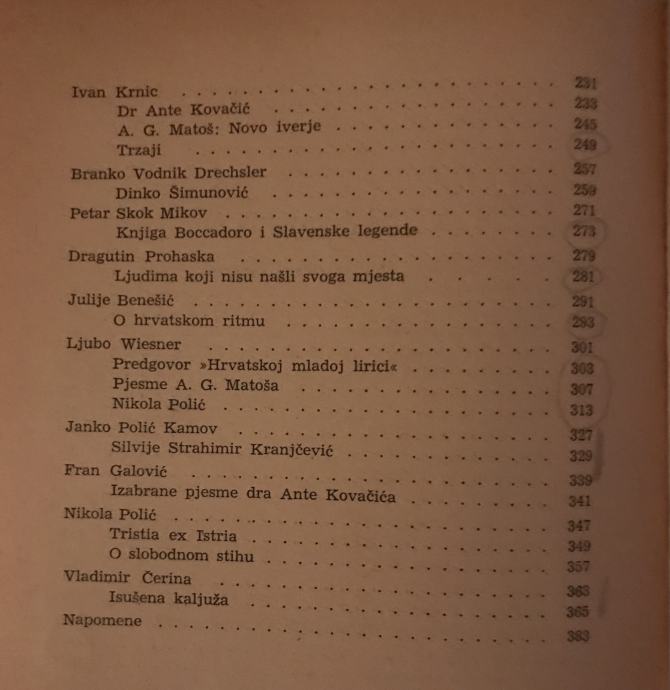 Ivan Krnic . . . . . . . . . . . . . . . . . . . . 231
Dr Ante Kovačić . . . . . . . . . . . . . . . . 233
A. G. Matoš: Novo iverje . . . . . . . . . . . . 245
Trzaji . . . . . . . . . . . . . . . . . . . . 249
Branko Vodnik Drechsler . . . . . . . . . . . . . . 257
Dinko Šimunović . . . . . . . . . . . . . . . . 259
Petar Skok Mikov . . . . . . . . . . . . . . . . . 271
Knjiga Boccadoro i Slavenske legende . . . . . . . 273
Dragutin Prohaska . . . . . . . . . . . . . . . . . 279
Ljudima koji nisu našli svoga mjesta . . . . . 281
Julije Benešić . . . . . . . . . . . . . . . . . . 291
O hrvatskom ritmu . . . . . . . . . . . . . . . 293
Ljubo Wiesner . . . . . . . . . . . . . . . . . . . 301
Predgovor »Hrvatskoj mladoj lirici« . . . . . . . . 303
Pjesme A. G. Matoša . . . . . . . . . . . . . . 307
Nikola Polić . . . . . . . . . . . . . . . . . . 313
Janko Polić Kamov . . . . . . . . . . . . . . . . . 327
Silvije Strahimir Kranjčević . . . . . . . . . . . 329
Fran Galović . . . . . . . . . . . . . . . . . . . 339
Izabrane pjesme dra Ante Kovačića . . . . . . . . . 341
Nikola Polić . . . . . . . . . . . . . . . . . . . . 347
Tristia ex Istria . . . . . . . . . . . . . . . . 349
O slobodnom stihu . . . . . . . . . . . . . . . . 357
Vladimir Čerina . . . . . . . . . . . . . . . . . . 363
Isušena kaljuža . . . . . . . . . . . . . . . . . 365
Napomene . . . . . . . . . . . . . . . . . . . . . 383